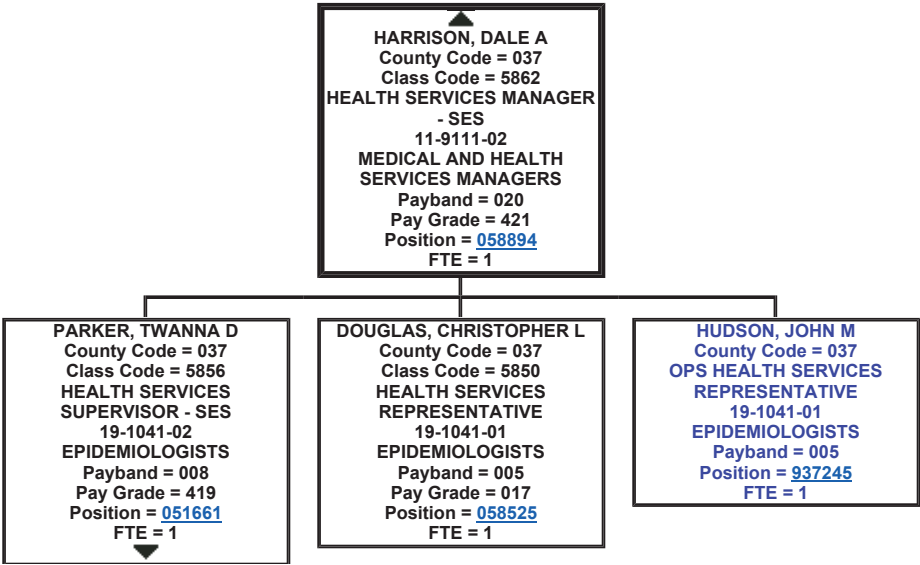 HARRISON, DALE A
County Code = 037
Class Code = 5862
HEALTH SERVICES MANAGER
- SES
11-9111-02
MEDICAL AND HEALTH
SERVICES MANAGERS
Payband = 020
Pay Grade = 421
Position = 058894
FTE = 1
PARKER, TWANNA D
County Code = 037
Class Code = 5856
HEALTH SERVICES
SUPERVISOR - SES
19-1041-02
EPIDEMIOLOGISTS
Payband = 008
Pay Grade = 419
Position = 051661
FTE = 1
DOUGLAS, CHRISTOPHER L
County Code = 037
Class Code = 5850
HEALTH SERVICES
REPRESENTATIVE
19-1041-01
EPIDEMIOLOGISTS
Payband = 005
Pay Grade = 017
Position = 058525
FTE = 1
HUDSON, JOHN M
County Code = 037
OPS HEALTH SERVICES
REPRESENTATIVE
19-1041-01
EPIDEMIOLOGISTS
Payband = 005
Position = 937245
FTE = 1